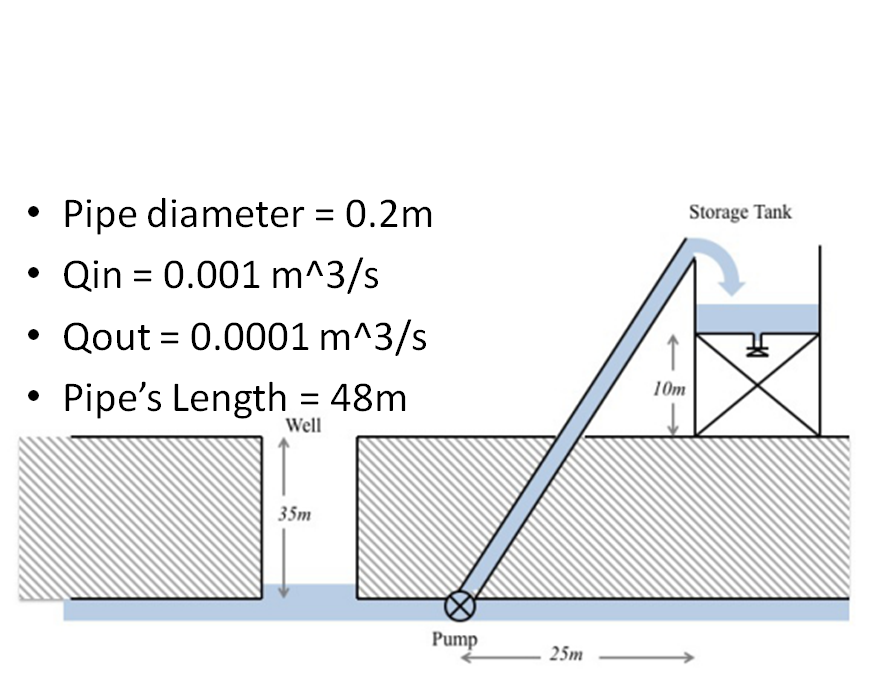 • Pipe diameter = 0.2m
• Qin = 0.001 m^3/s
• Qout = 0.0001 m^3/s
• Pipe's Length = 48m
Storage Tank
10m
Well
35m
Pump
25m